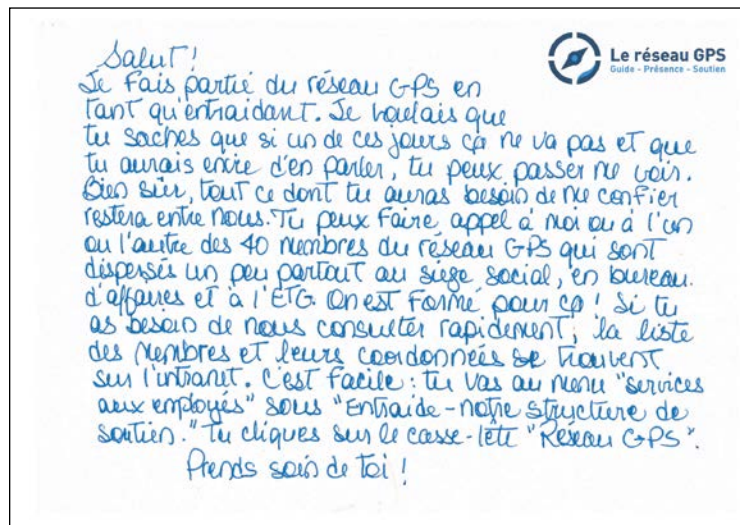 Le réseau GPS
Guide - Présence - Soutien
Salut!
Je fais partie du réseau GPS en
tant qu'entraidant. Je voulais que
tu saches que si un de ces jours ça ne va pas et que
tu aurais envie d'en parler, tu peux passer me voir.
Bien sûr, tout ce dont tu auras besoin de me confier
restera entre nous. Tu peux faire appel à moi ou à l'un
ou l'autre des 40 membres du réseau GPS qui sont
dispersés un peu partout au siège social, en bureau
d'affaires et à l'ETG. On est formé pour ça! Si tu
as besoin de nous consulter rapidement, la liste
des membres et leurs coordonnées se trouvent
sur l'intranet. C'est facile: tu vas au menu "services
aux employés" sous "Entraide-notre structure de
soutien." Tu cliques sur le casse-tête "Réseau GPS".
Prends soin de toi!